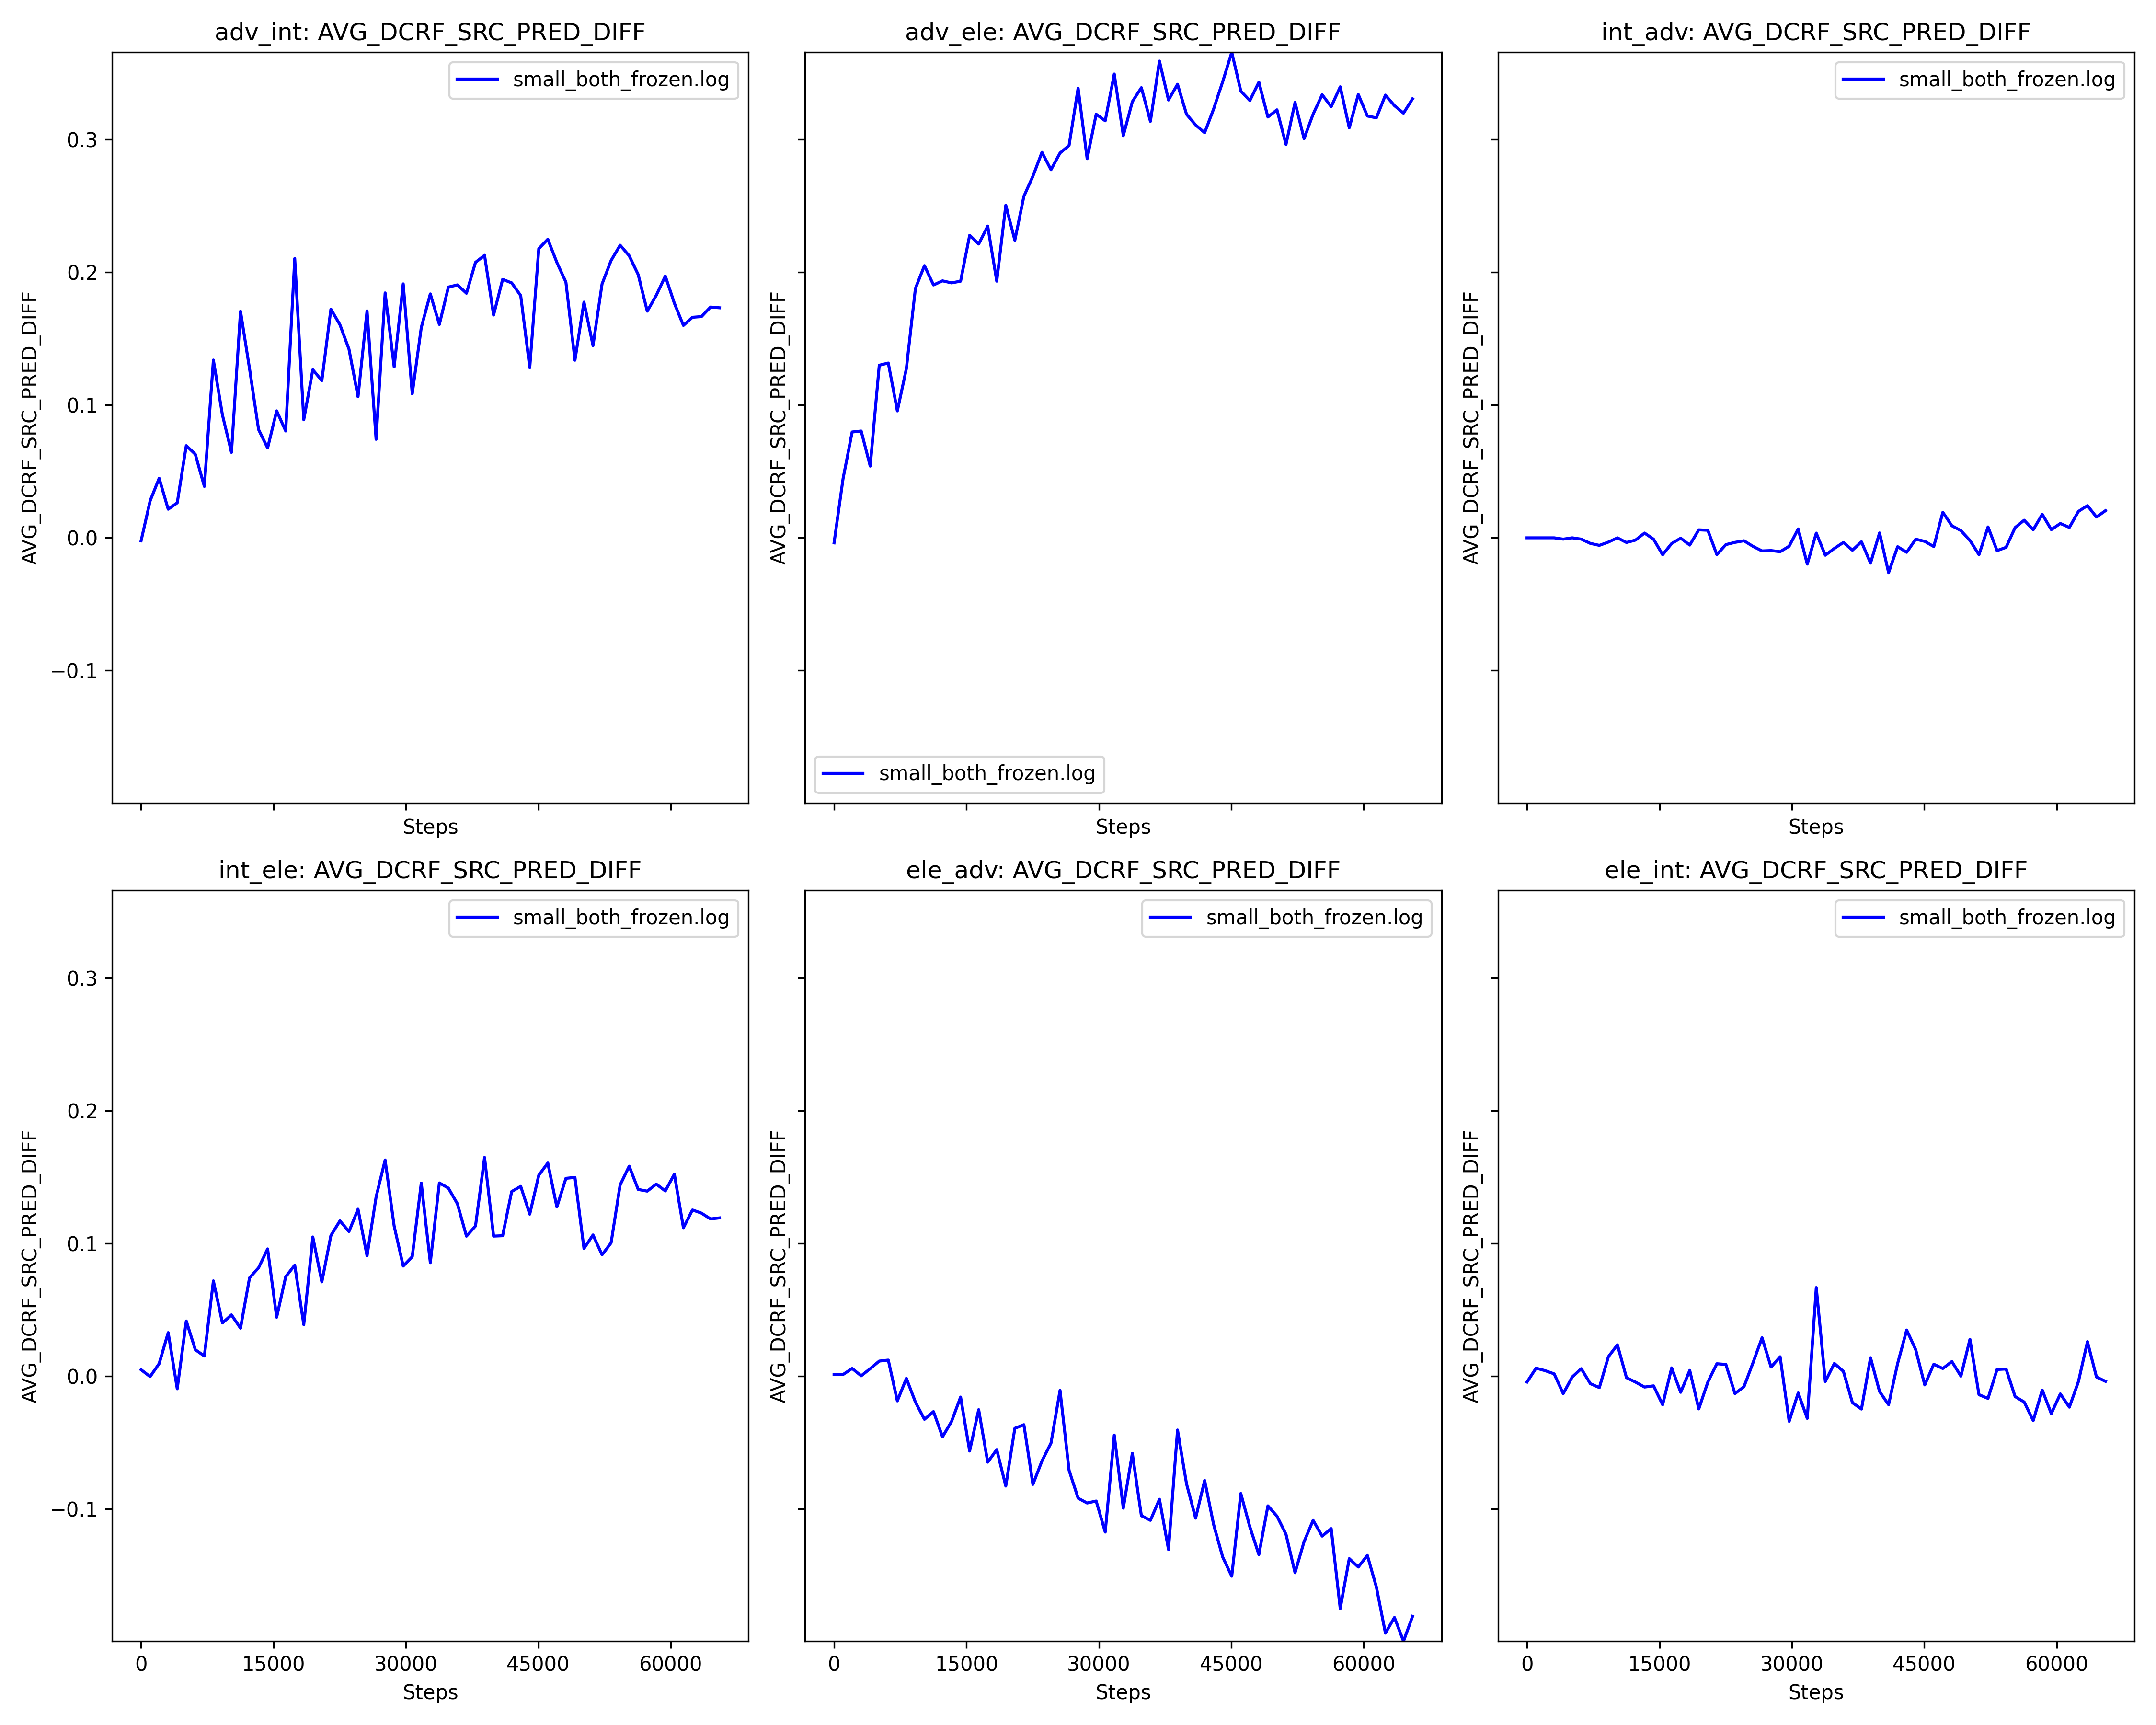 adv_int: AVG_DCRF_SRC_PRED_DIFF
small_both_frozen.log
AVG_DCRF_SRC_PRED_DIFF
0.3
0.2
0.1
0.0
−0.1
Steps
adv_ele: AVG_DCRF_SRC_PRED_DIFF
AVG_DCRF_SRC_PRED_DIFF
small_both_frozen.log
Steps
int_adv: AVG_DCRF_SRC_PRED_DIFF
small_both_frozen.log
AVG_DCRF_SRC_PRED_DIFF
Steps
int_ele: AVG_DCRF_SRC_PRED_DIFF
small_both_frozen.log
AVG_DCRF_SRC_PRED_DIFF
0.3
0.2
0.1
0.0
−0.1
0 15000 30000 45000 60000
Steps
ele_adv: AVG_DCRF_SRC_PRED_DIFF
small_both_frozen.log
AVG_DCRF_SRC_PRED_DIFF
0 15000 30000 45000 60000
Steps
ele_int: AVG_DCRF_SRC_PRED_DIFF
small_both_frozen.log
AVG_DCRF_SRC_PRED_DIFF
0 15000 30000 45000 60000
Steps